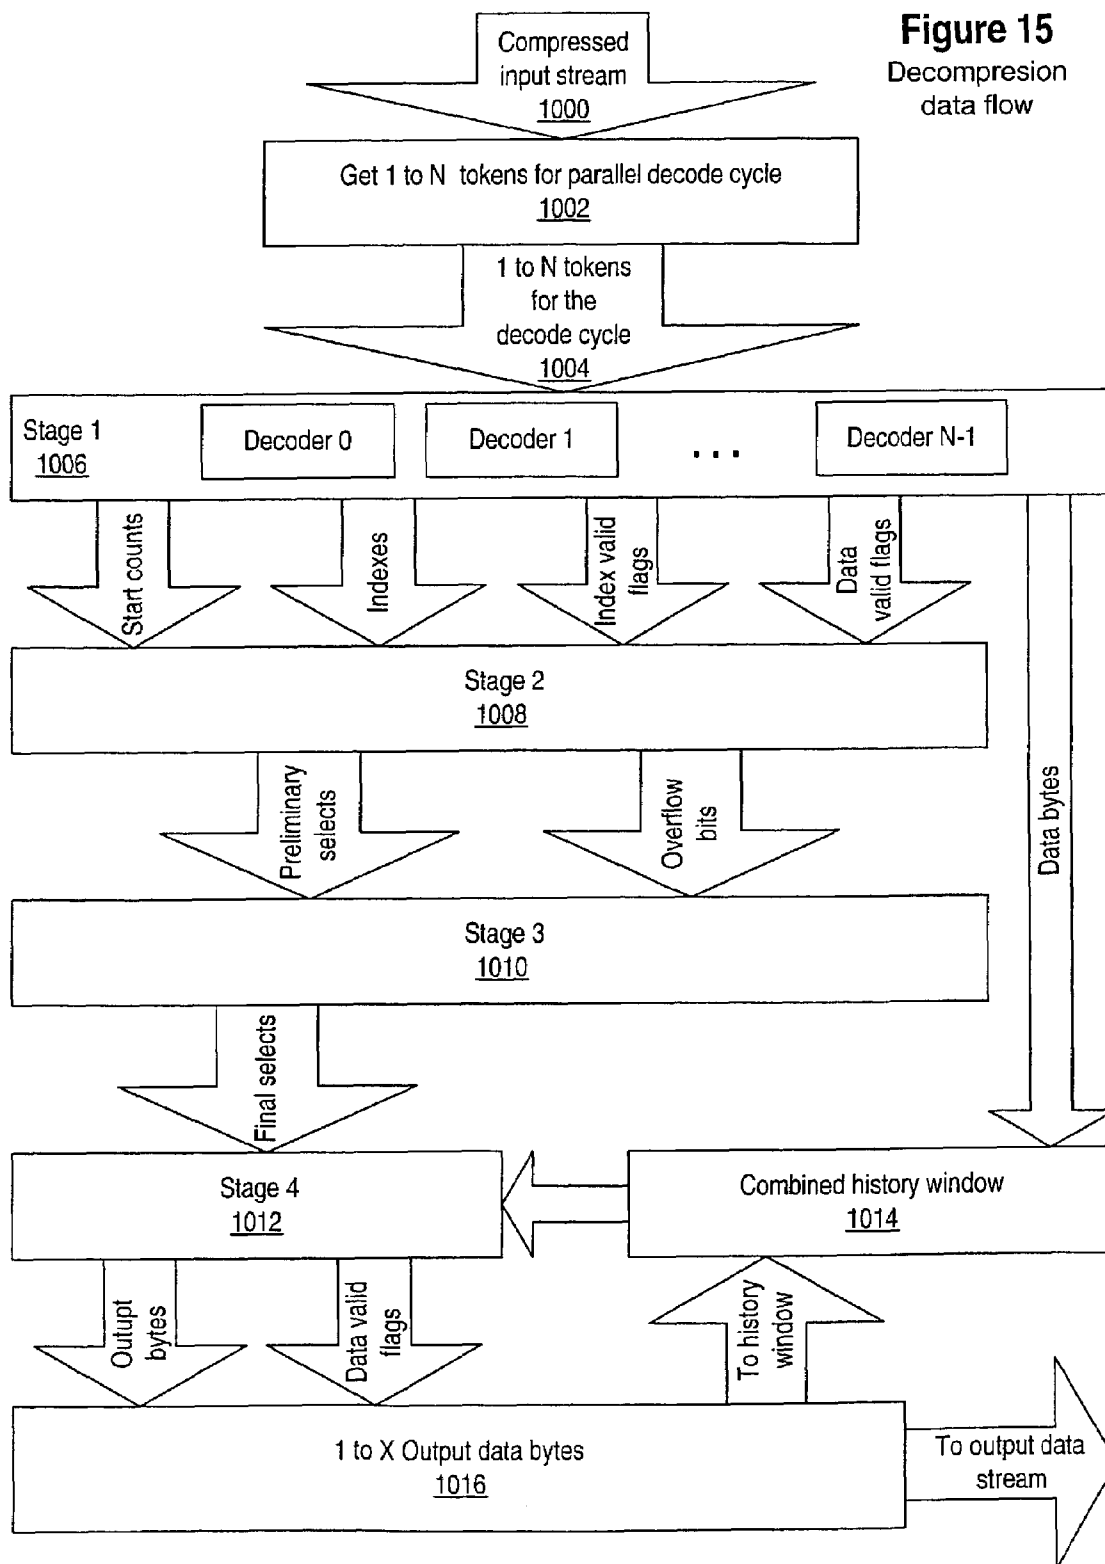 Figure 15
Decompresion
data flow
Compressed
input stream
1000
Get 1 to N tokens for parallel decode cycle
1002
1 to N tokens
for the
decode cycle
1004
Stage 1
1006
Decoder 0
Decoder 1
. . .
Decoder N-1
Start counts
Indexes
Index valid
flags
Data
valid flags
Data bytes
Stage 2
1008
Preliminary
selects
Overflow
bits
Stage 3
1010
Final selects
Stage 4
1012
Combined history window
1014
Outupt
bytes
Data valid
flags
To history
window
1 to X Output data bytes
1016
To output data
stream